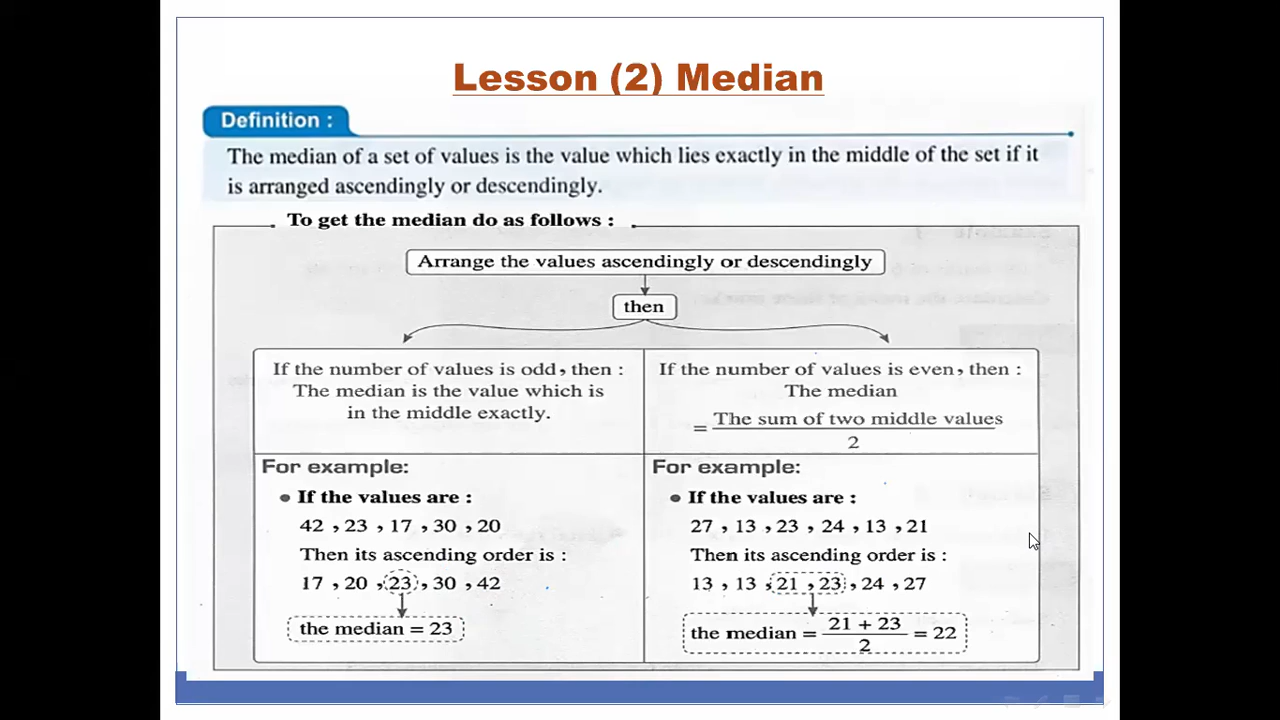 Lesson (2) Median
Definition :
The median of a set of values is the value which lies exactly in the middle of the set if it
is arranged ascendingly or descendingly.
To get the median do as follows :
Arrange the values ascendingly or descendingly
then
If the number of values is odd, then :
The median is the value which is
in the middle exactly.
For example:
• If the values are :
42 , 23 , 17 , 30 , 20
Then its ascending order is :
17 , 20 , 23 , 30 , 42
the median = 23
If the number of values is even, then :
The median
= The sum of two middle values
2
For example:
• If the values are :
27 , 13 , 23 , 24 , 13 , 21
Then its ascending order is :
13 , 13 , 21 , 23 , 24 , 27
21 + 23
the median = = 22
2